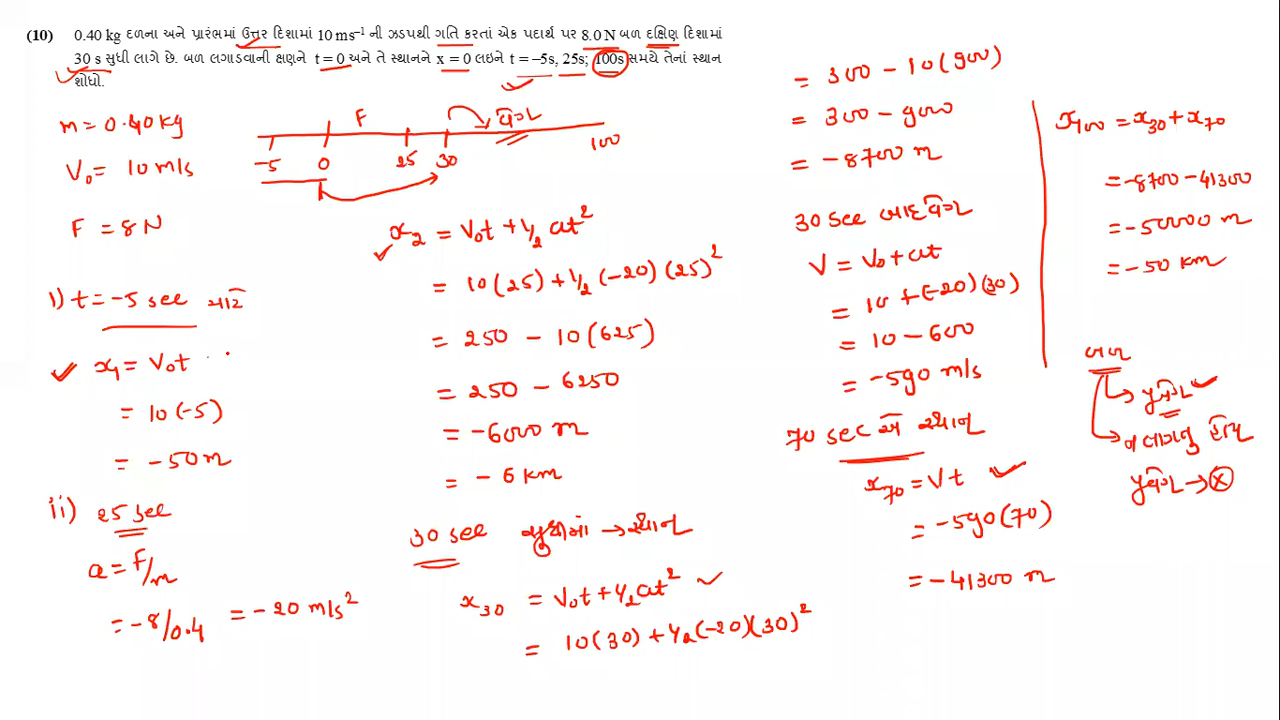 (10) 0.40 kg દળના અને પ્રારંભમાં ઉત્તર દિશામાં 10 ms⁻¹ ની ઝડપથી ગતિ કરતાં એક પદાર્થ પર 8.0 N બળ દક્ષિણ દિશામાં
30 s સુધી લાગે છે. બળ લગાડવાની ક્ષણને t = 0 અને તે સ્થાનને x = 0 લઇને t = –5s, 25s; 100s સમયે તેનાં સ્થાન
શોધો.
m = 0.40 kg
V₀ = 10 m/s
F = 8 N
F
વેગ
-5 0 25 30 100
i) t = -5 sec માટે
x₁ = V₀t
= 10 (-5)
= -50 m
ii) 25 sec
a = F/m
= -8/0.4 = -20 m/s²
x₂ = V₀t + 1/2 at²
= 10(25) + 1/2 (-20) (25)²
= 250 - 10(625)
= 250 - 6250
= -6000 m
= -6 km
30 sec સુધીમાં → સ્થાન
x₃₀ = V₀t + 1/2 at²
= 10(30) + 1/2 (-20)(30)²
= 300 - 10(900)
= 300 - 9000
= -8700 m
30 sec બાદ વેગ
V = V₀ + at
= 10 + (-20)(30)
= 10 - 600
= -590 m/s
70 sec એ સ્થાન
x₇₀ = Vt
= -590 (70)
= -41300 m
x₁₀₀ = x₃₀ + x₇₀
= -8700 - 41300
= -50000 m
= -50 km
બળ
→ પ્રવેગ
→ ન લાગતું હોય
પ્રવેગ → x